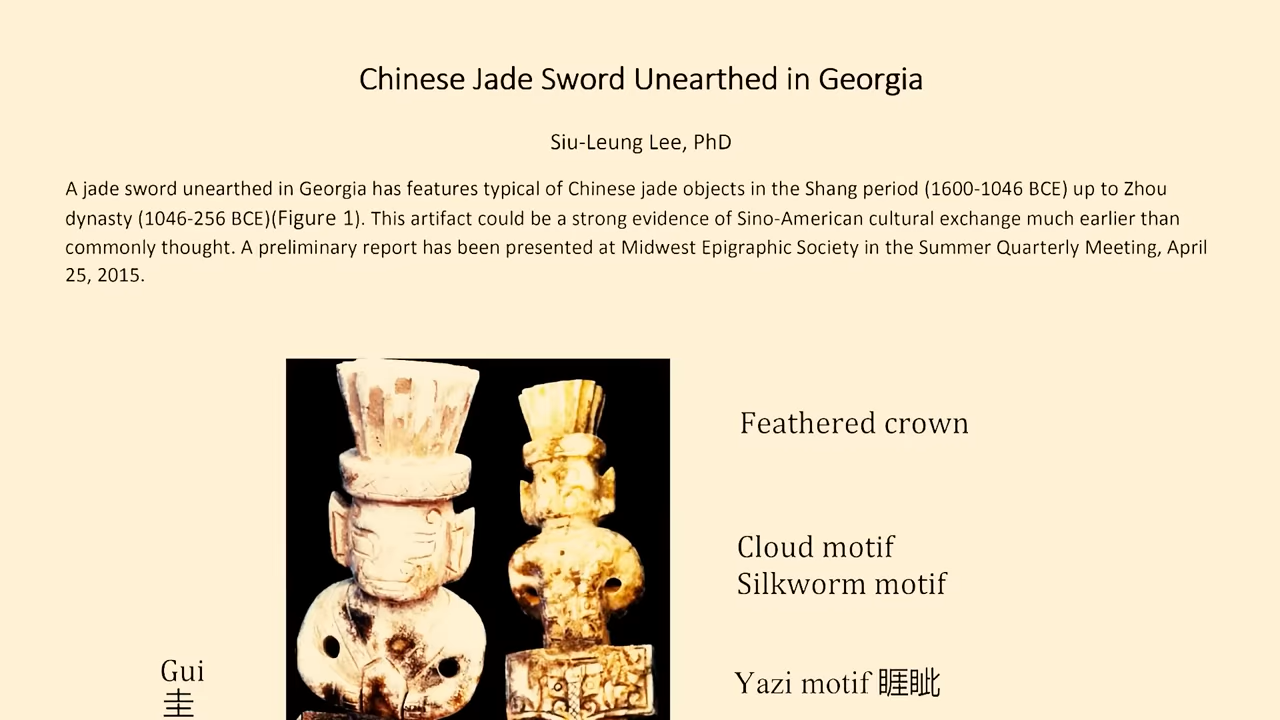 Chinese Jade Sword Unearthed in Georgia
Siu-Leung Lee, PhD
A jade sword unearthed in Georgia has features typical of Chinese jade objects in the Shang period (1600-1046 BCE) up to Zhou
dynasty (1046-256 BCE)(Figure 1). This artifact could be a strong evidence of Sino-American cultural exchange much earlier than
commonly thought. A preliminary report has been presented at Midwest Epigraphic Society in the Summer Quarterly Meeting, April
25, 2015.
Feathered crown
Cloud motif
Silkworm motif
Gui
圭
Yazi motif 睚眦